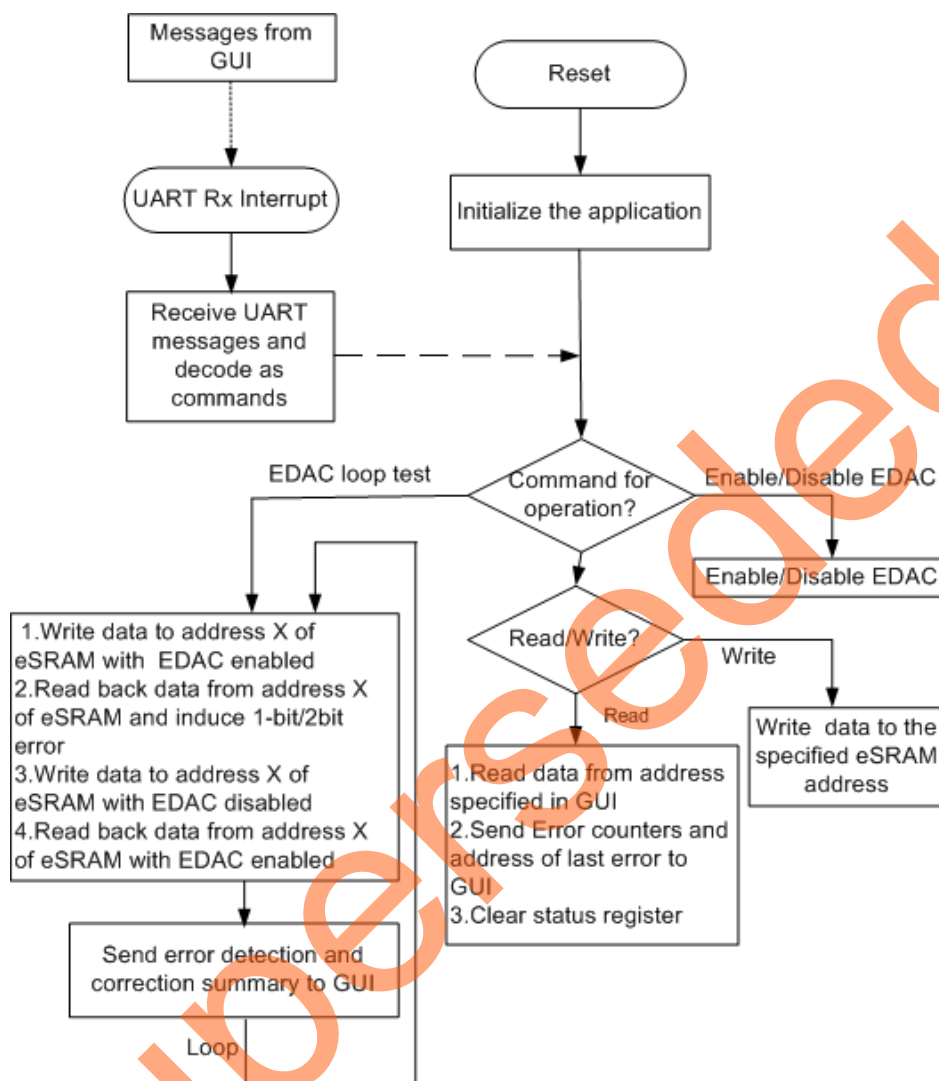 Messages from
GUI
Reset
UART Rx Interrupt
Initialize the application
Receive UART
messages and
decode as
commands
EDAC loop test
Command for
operation?
Enable/Disable EDAC
Enable/Disable EDAC
Read/Write?
Write
Read
1.Write data to address X of
eSRAM with EDAC enabled
2.Read back data from address X
of eSRAM and induce 1-bit/2bit
error
3.Write data to address X of
eSRAM with EDAC disabled
4.Read back data from address X
of eSRAM with EDAC enabled
1.Read data from address
specified in GUI
2.Send Error counters and
address of last error to
GUI
3.Clear status register
Write data to the
specified eSRAM
address
Send error detection and
correction summary to GUI
Loop
uperseded